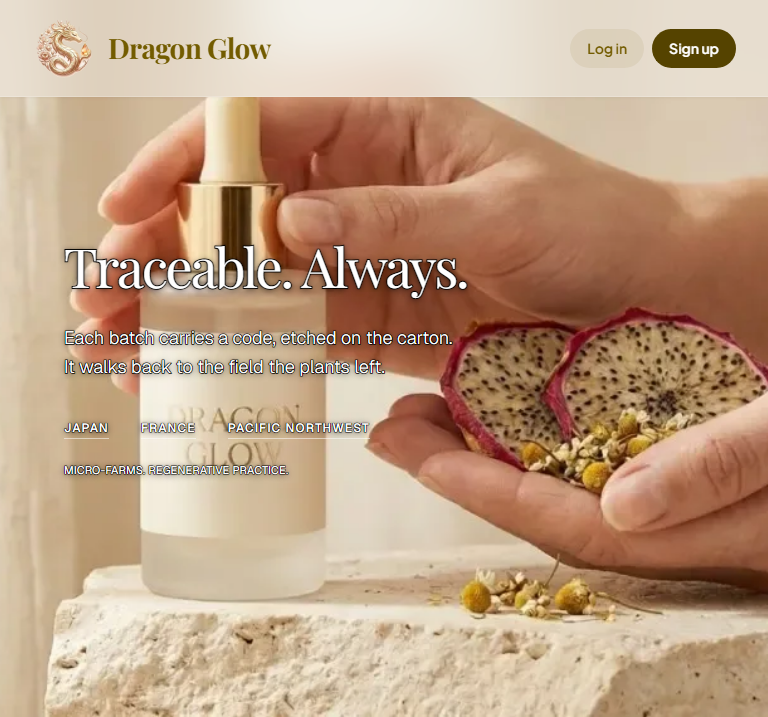 Dragon Glow
Log in
Sign up
Traceable. Always.
Each batch carries a code, etched on the carton.
It walks back to the field the plants left.
DRAGON
GLOW
JAPAN FRANCE PACIFIC NORTHWEST
MICRO-FARMS. REGENERATIVE PRACTICE.